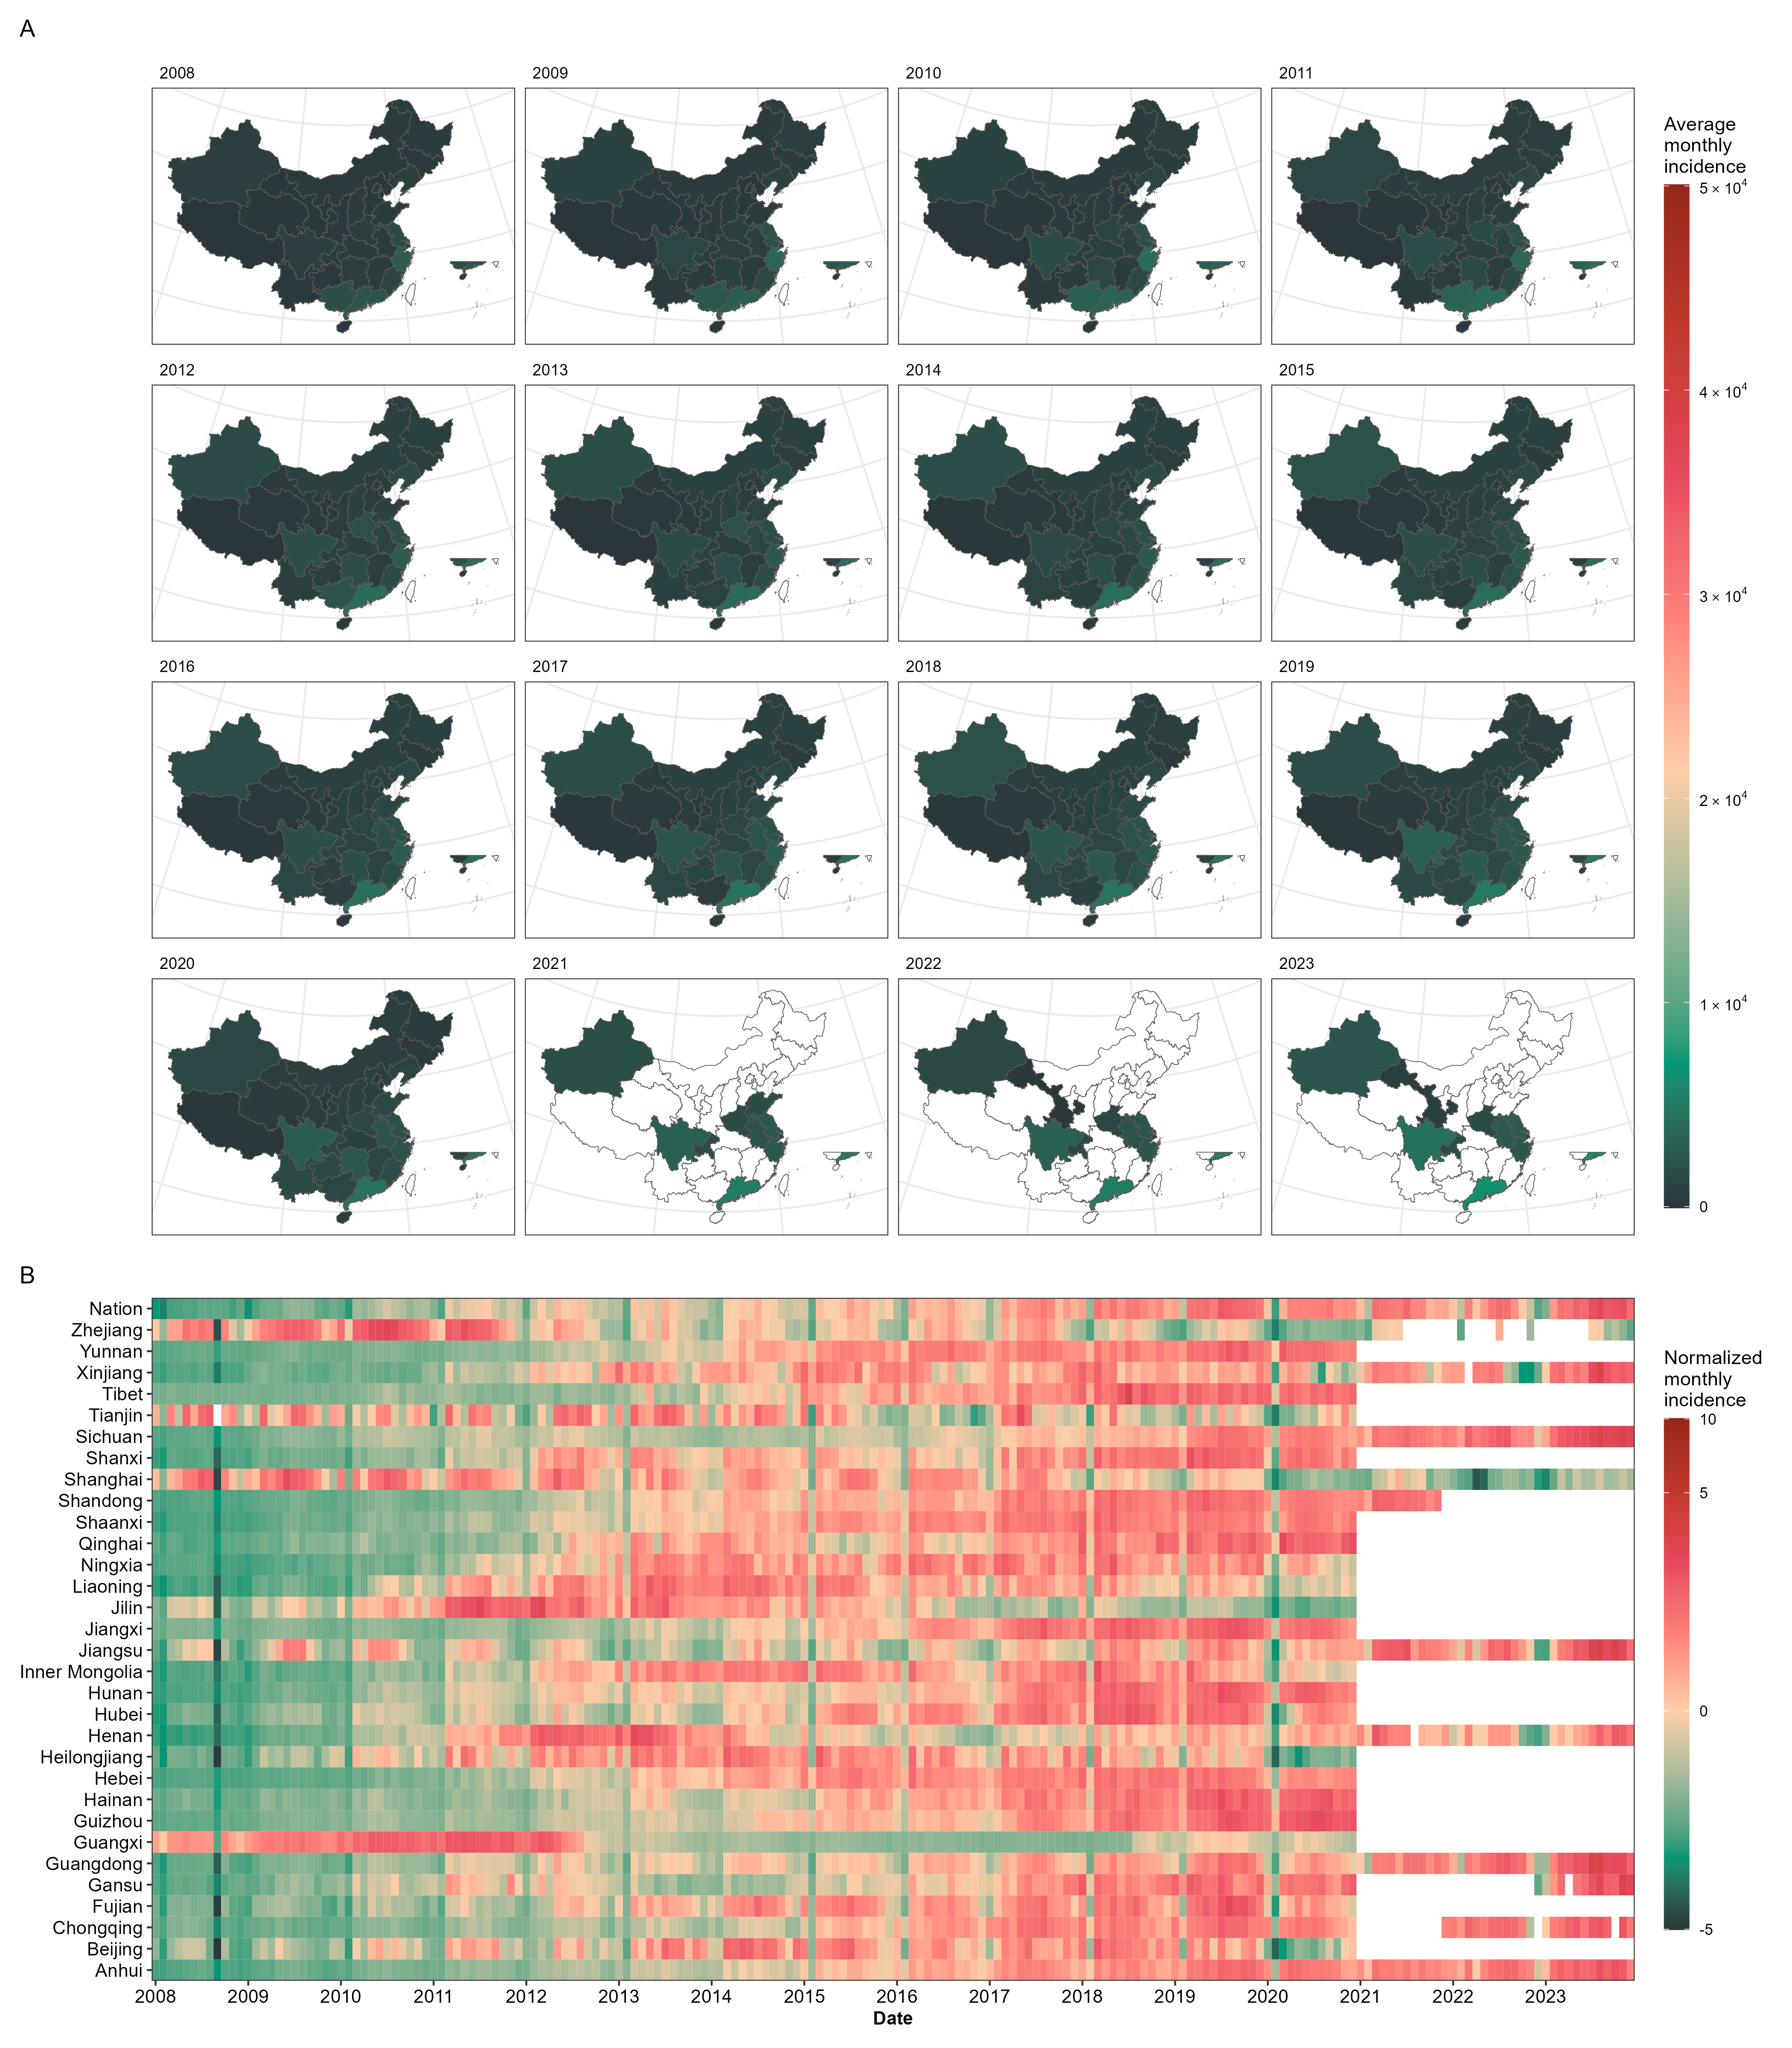 A
2008
2009
2010
2011
2012
2013
2014
2015
2016
2017
2018
2019
2020
2021
2022
2023
Average
monthly
incidence
5 × 10⁴
4 × 10⁴
3 × 10⁴
2 × 10⁴
1 × 10⁴
0
B
Nation
Zhejiang
Yunnan
Xinjiang
Tibet
Tianjin
Sichuan
Shanxi
Shanghai
Shandong
Shaanxi
Qinghai
Ningxia
Liaoning
Jilin
Jiangxi
Jiangsu
Inner Mongolia
Hunan
Hubei
Henan
Heilongjiang
Hebei
Hainan
Guizhou
Guangxi
Guangdong
Gansu
Fujian
Chongqing
Beijing
Anhui
2008 2009 2010 2011 2012 2013 2014 2015 2016 2017 2018 2019 2020 2021 2022 2023
Date
Normalized
monthly
incidence
10
5
0
-5